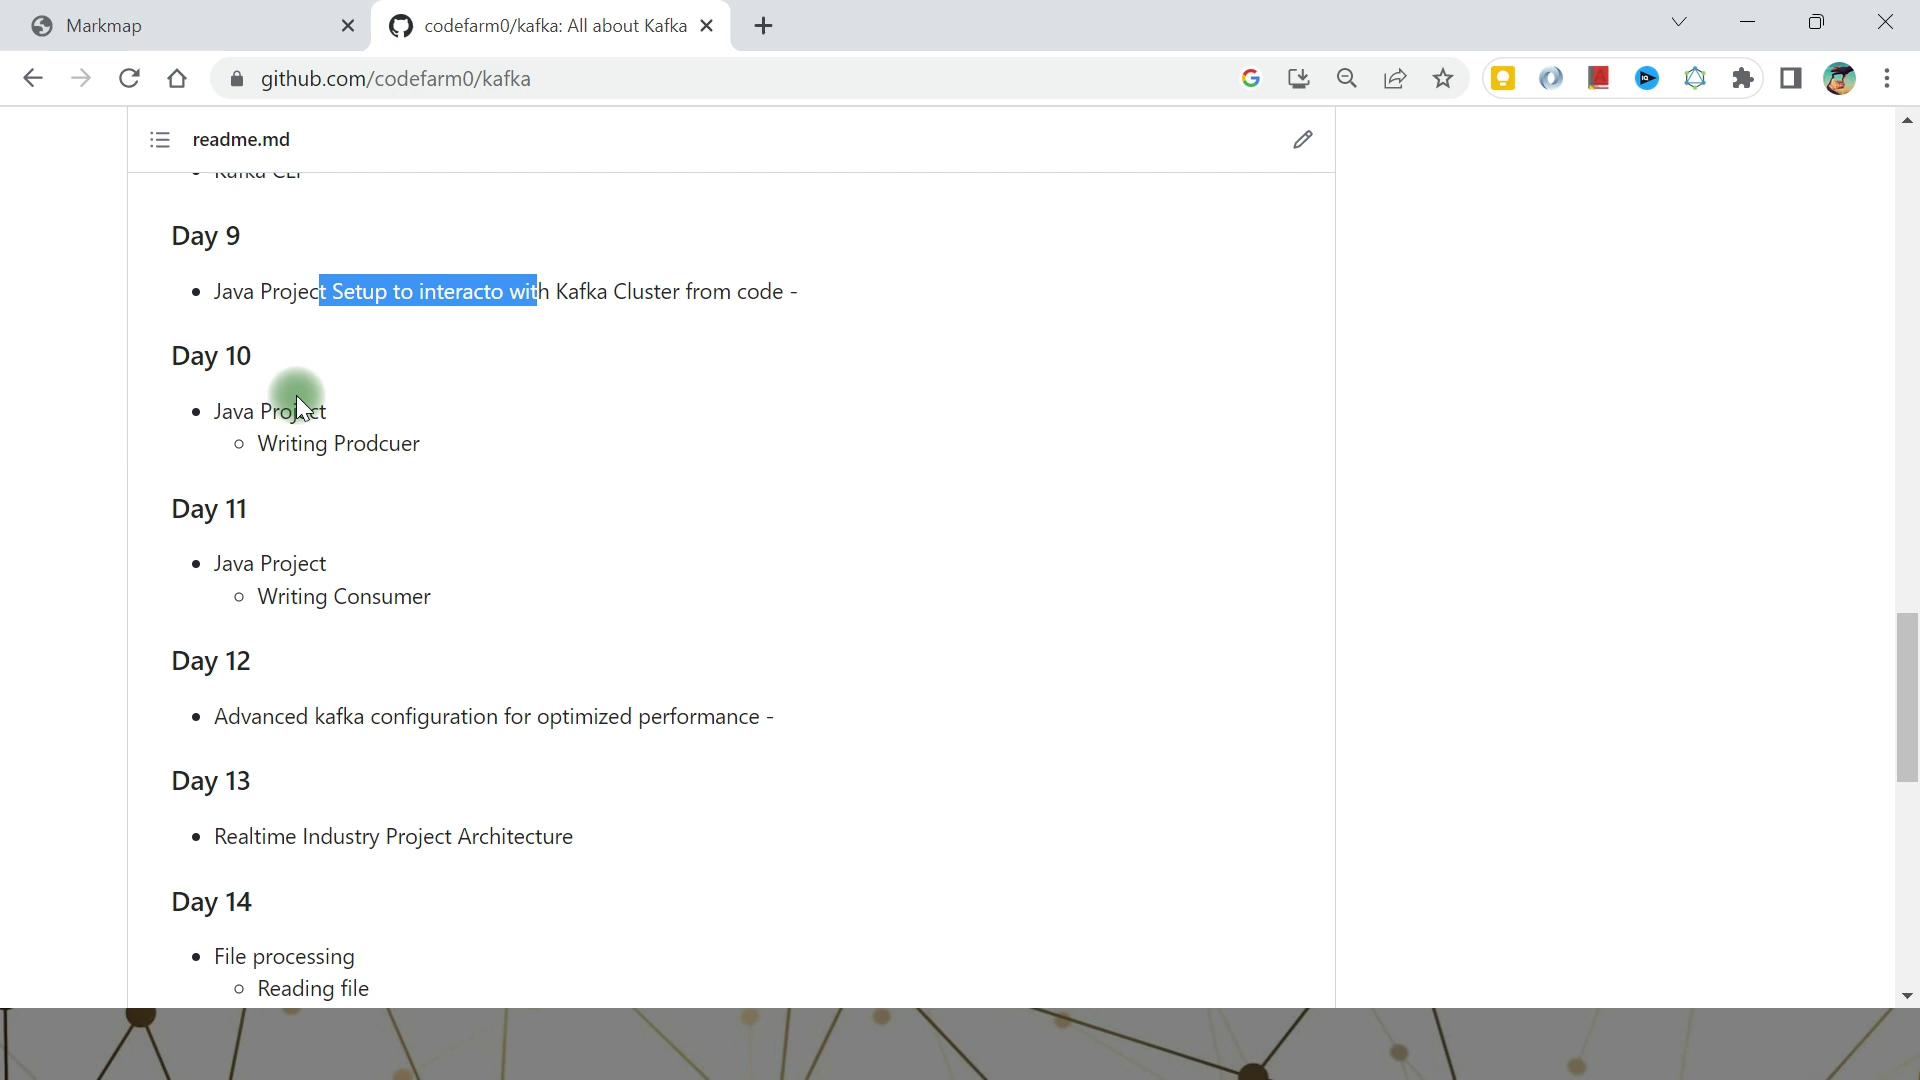 Markmap
codefarm0/kafka: All about Kafka
github.com/codefarm0/kafka
readme.md
Kafka CLI
Day 9
Java Project Setup to interacto with Kafka Cluster from code -
Day 10
Java Project
Writing Prodcuer
Day 11
Java Project
Writing Consumer
Day 12
Advanced kafka configuration for optimized performance -
Day 13
Realtime Industry Project Architecture
Day 14
File processing
Reading file